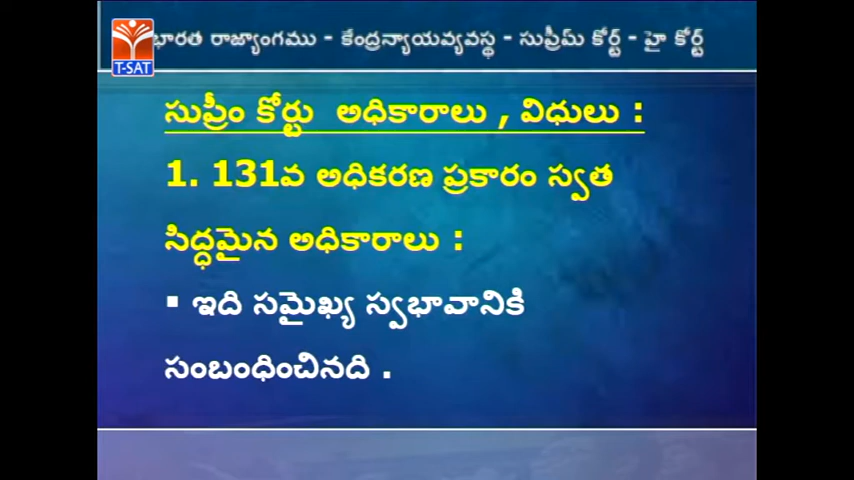 భారత రాజ్యాంగము - కేంద్రన్యాయవ్యవస్థ - సుప్రీమ్ కోర్ట్ - హై కోర్ట్
T-SAT
సుప్రీం కోర్టు అధికారాలు , విధులు :
1. 131వ అధికరణ ప్రకారం స్వత
సిద్ధమైన అధికారాలు :
▪ ఇది సమైఖ్య స్వభావానికి
సంబంధించినది .